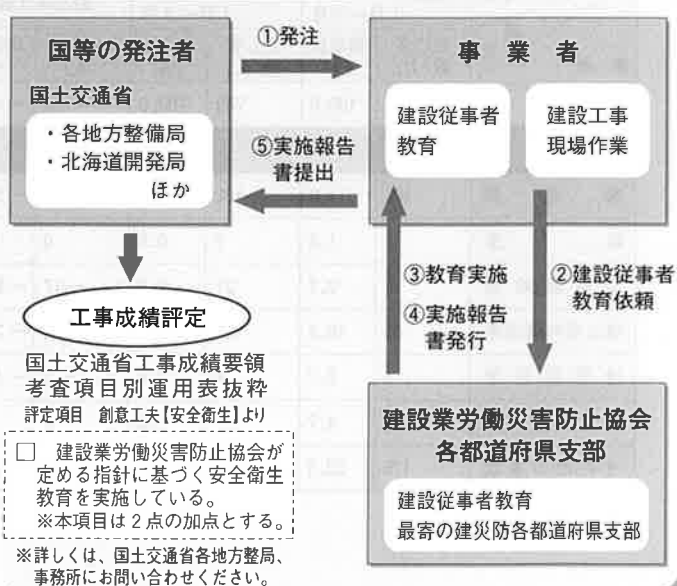 国等の発注者
国土交通省
・各地方整備局
・北海道開発局
ほか
①発注
事業者
建設従事者
教育
建設工事
現場作業
⑤実施報告
書提出
③教育実施
④実施報告
書発行
②建設従事者
教育依頼
工事成績評定
国土交通省工事成績要領
考査項目別運用表抜粋
評定項目 創意工夫【安全衛生】より
□ 建設業労働災害防止協会が
定める指針に基づく安全衛生
教育を実施している。
※本項目は2点の加点とする。
※詳しくは、国土交通省各地方整局、
事務所にお問い合わせください。
建設業労働災害防止協会
各都道府県支部
建設従事者教育
最寄の建災防各都道府県支部